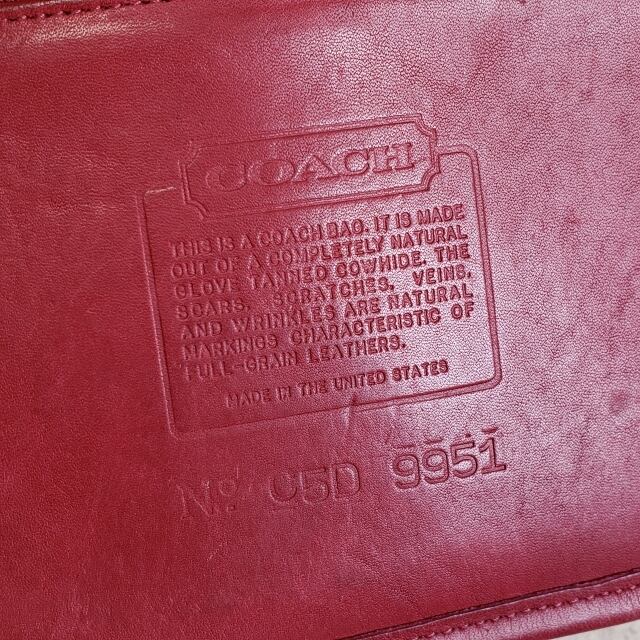 COACH
THIS IS A COACH BAG. IT IS MADE
OUT OF A COMPLETELY NATURAL
GLOVE TANNED COWHIDE. THE
SCARS, SCRATCHES, VEINS,
AND WRINKLES ARE NATURAL
MARKINGS CHARACTERISTIC OF
FULL-GRAIN LEATHERS.
MADE IN THE UNITED STATES
No C5D 9951